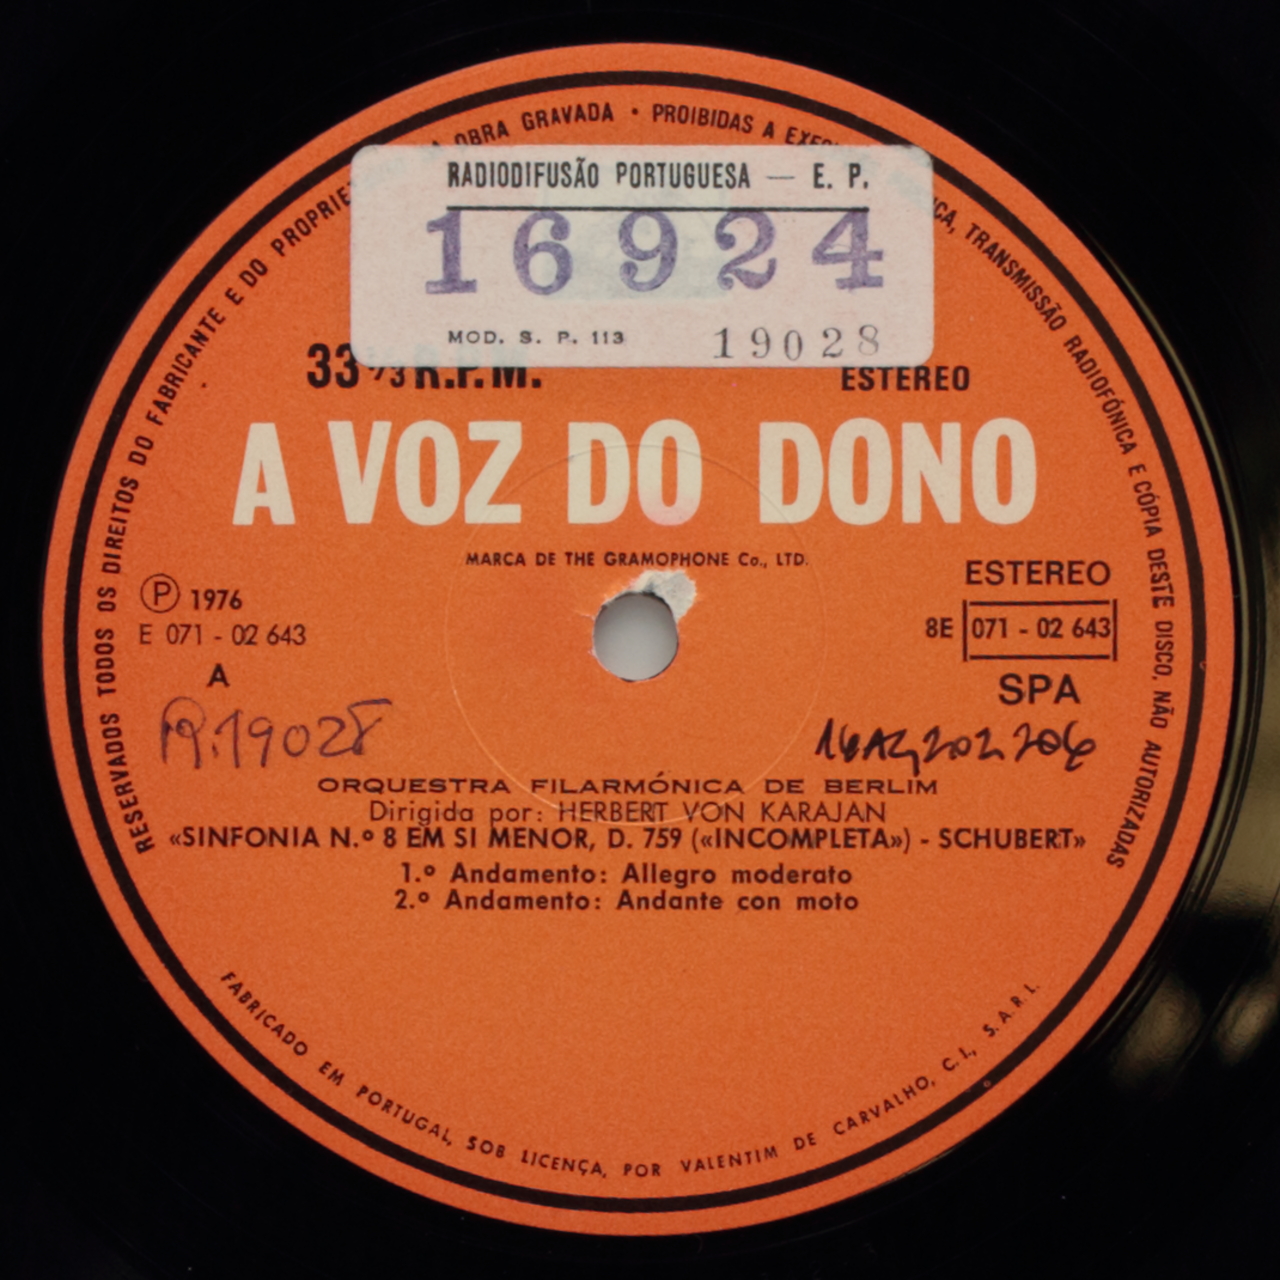 RESERVADOS TODOS OS DIREITOS DO FABRICANTE E DO OBRA GRAVADA • PROIBIDAS A TRANSMISSÃO RADIOFÓNICA E CÓPIA DESTE DISCO, NÃO AUTORIZADAS
RADIODIFUSÃO PORTUGUESA — E. P.
16924
MOD. S. P. 113 19028
33 1/3 R.P.M. ESTEREO
A VOZ DO DONO
MARCA DE THE GRAMOPHONE Co., LTD.
ESTEREO
Ⓟ 1976
8E 071 - 02 643
E 071 - 02 643
A
SPA
R.19028
ORQUESTRA FILARMÓNICA DE BERLIM
Dirigida por: HERBERT VON KARAJAN
«SINFONIA N.º 8 EM SI MENOR, D. 759 («INCOMPLETA») - SCHUBERT»
1.º Andamento: Allegro moderato
2.º Andamento: Andante con moto
FABRICADO EM PORTUGAL, SOB LICENÇA, POR VALENTIM DE CARVALHO, C. I., S. A. R. L.